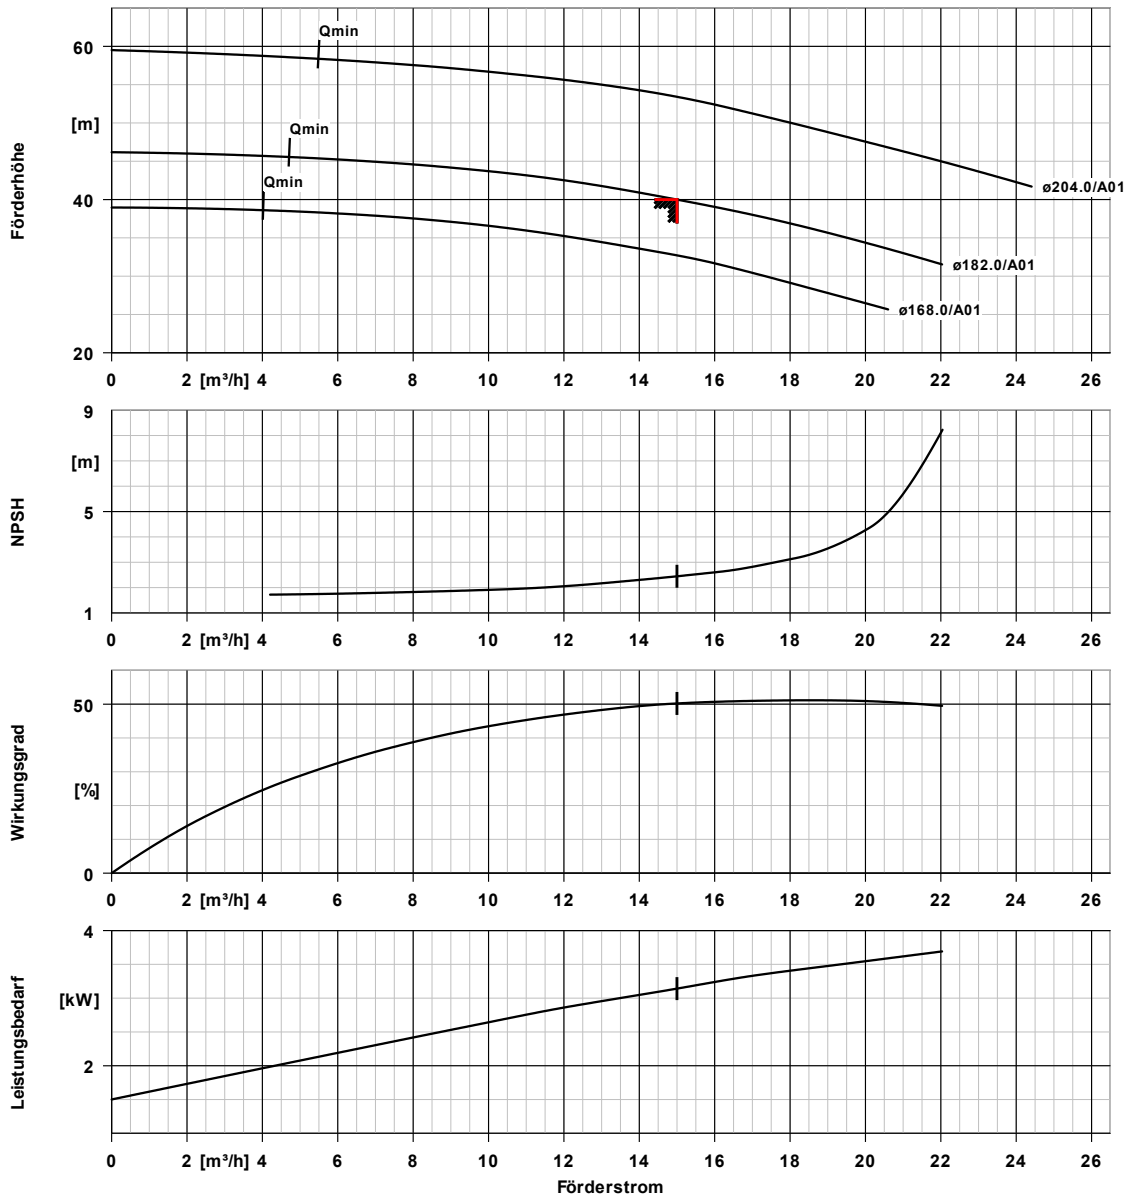 Förderhöhe
60
[m]
40
20
Qmin
Qmin
Qmin
ø204.0/A01
ø182.0/A01
ø168.0/A01
0 2 [m³/h] 4 6 8 10 12 14 16 18 20 22 24 26
NPSH
9
[m]
5
1
0 2 [m³/h] 4 6 8 10 12 14 16 18 20 22 24 26
Wirkungsgrad
50
[%]
0
0 2 [m³/h] 4 6 8 10 12 14 16 18 20 22 24 26
Leistungsbedarf
4
[kW]
2
0 2 [m³/h] 4 6 8 10 12 14 16 18 20 22 24 26
Förderstrom